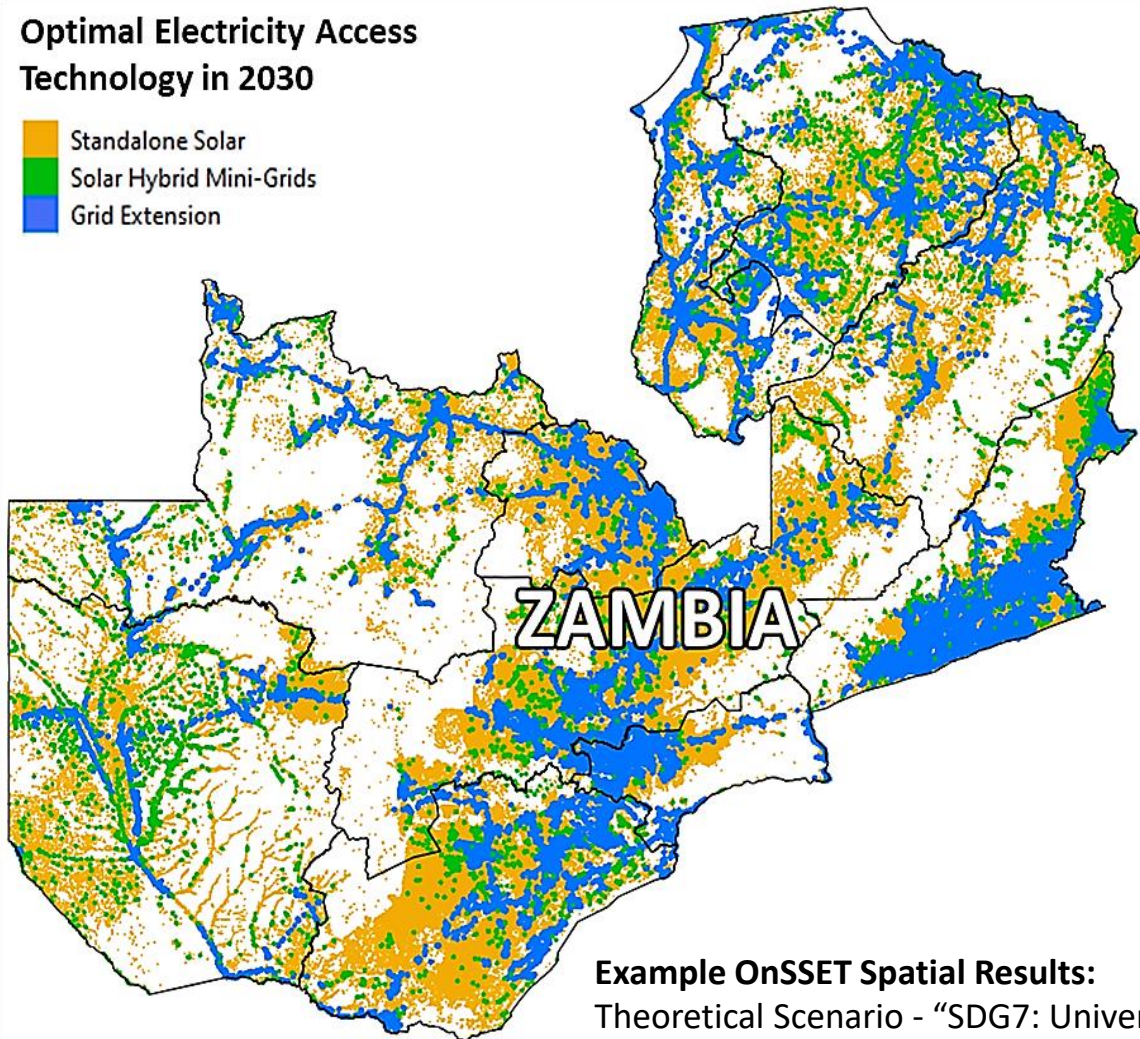 Optimal Electricity Access
Technology in 2030
Standalone Solar
Solar Hybrid Mini-Grids
Grid Extension
ZAMBIA
Example OnSSET Spatial Results:
Theoretical Scenario - “SDG7: Univer